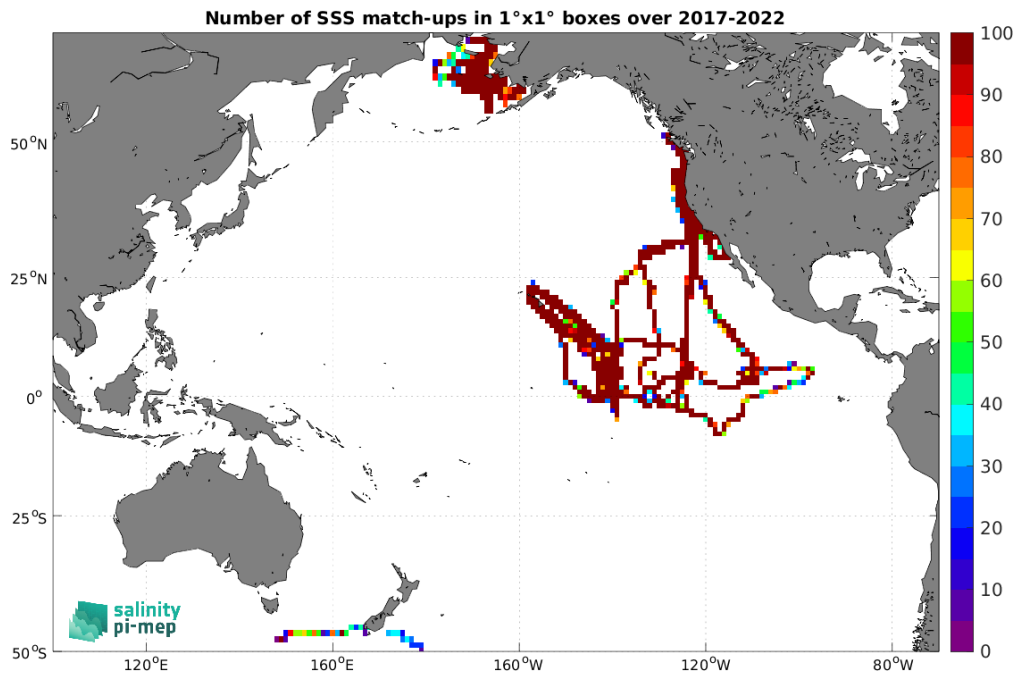 Number of SSS match-ups in 1°x1° boxes over 2017-2022
100
90
80
70
60
50
40
30
20
10
0
50°N
25°N
0°
25°S
50°S
salinity
pi-mep
120°E
160°E
160°W
120°W
80°W